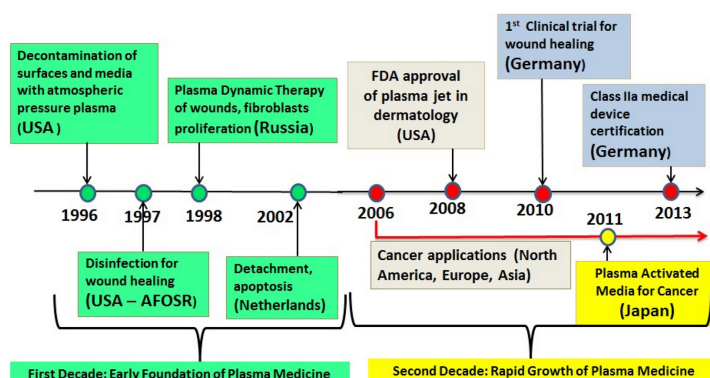 Decontamination of
surfaces and media
with atmospheric
pressure plasma
(USA )
Plasma Dynamic Therapy
of wounds, fibroblasts
proliferation (Russia)
FDA approval
of plasma jet in
dermatology
(USA)
1st Clinical trial for
wound healing
(Germany)
Class IIa medical
device
certification
(Germany)
1996
1997
1998
2002
2006
2008
2010
2011
2013
Disinfection for
wound healing
(USA – AFOSR)
Detachment,
apoptosis
(Netherlands)
Cancer applications (North
America, Europe, Asia)
Plasma Activated
Media for Cancer
(Japan)
First Decade: Early Foundation of Plasma Medicine
Second Decade: Rapid Growth of Plasma Medicine